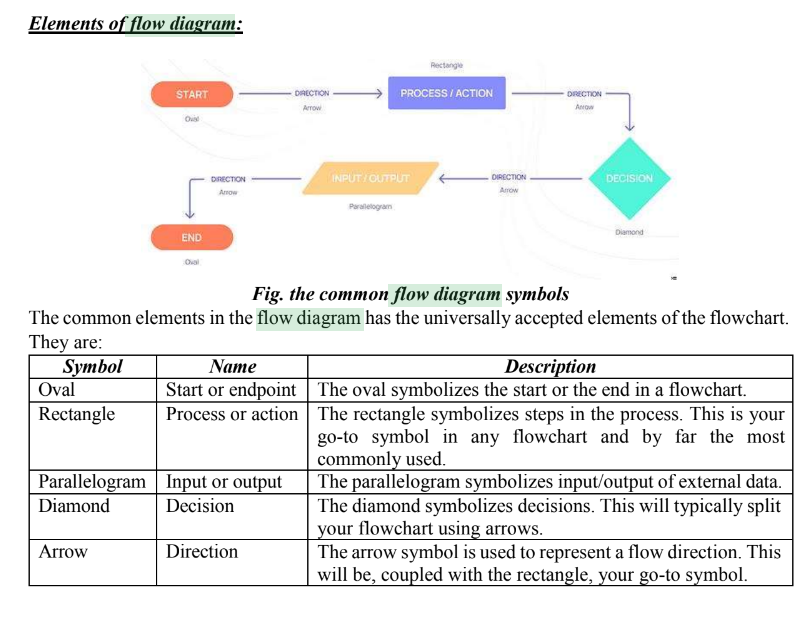 Elements of flow diagram:
Rectangle
START
DIRECTION
PROCESS / ACTION
DIRECTION
Arrow
Arrow
Oval
DIRECTION
INPUT / OUTPUT
DIRECTION
DECISION
Arrow
Arrow
Parallelogram
END
Diamond
Oval
Fig. the common flow diagram symbols
The common elements in the flow diagram has the universally accepted elements of the flowchart.
They are:
Symbol Name Description
Oval Start or endpoint The oval symbolizes the start or the end in a flowchart.
Rectangle Process or action The rectangle symbolizes steps in the process. This is your
go-to symbol in any flowchart and by far the most
commonly used.
Parallelogram Input or output The parallelogram symbolizes input/output of external data.
Diamond Decision The diamond symbolizes decisions. This will typically split
your flowchart using arrows.
Arrow Direction The arrow symbol is used to represent a flow direction. This
will be, coupled with the rectangle, your go-to symbol.